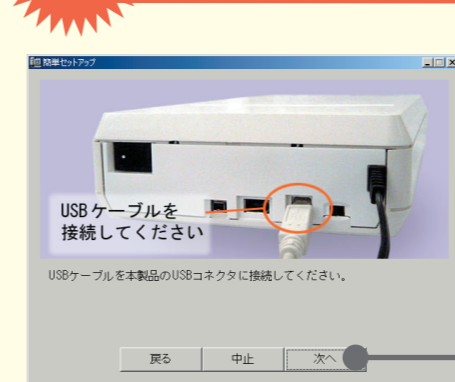 簡単セットアップ
USBケーブルを
接続してください
USBケーブルを本製品のUSBコネクタに接続してください。
戻る
中止
次へ